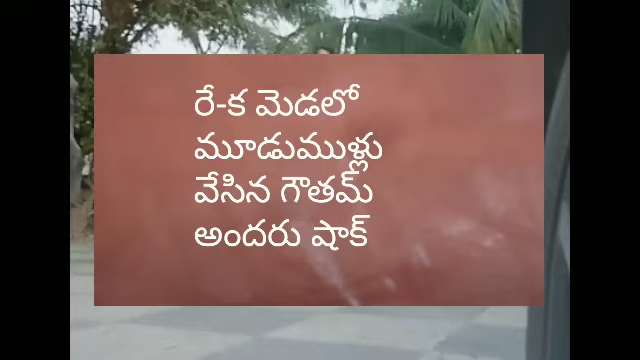 రే-క మెడలో
మూడుముళ్లు
వేసిన గౌతమ్
అందరు షాక్